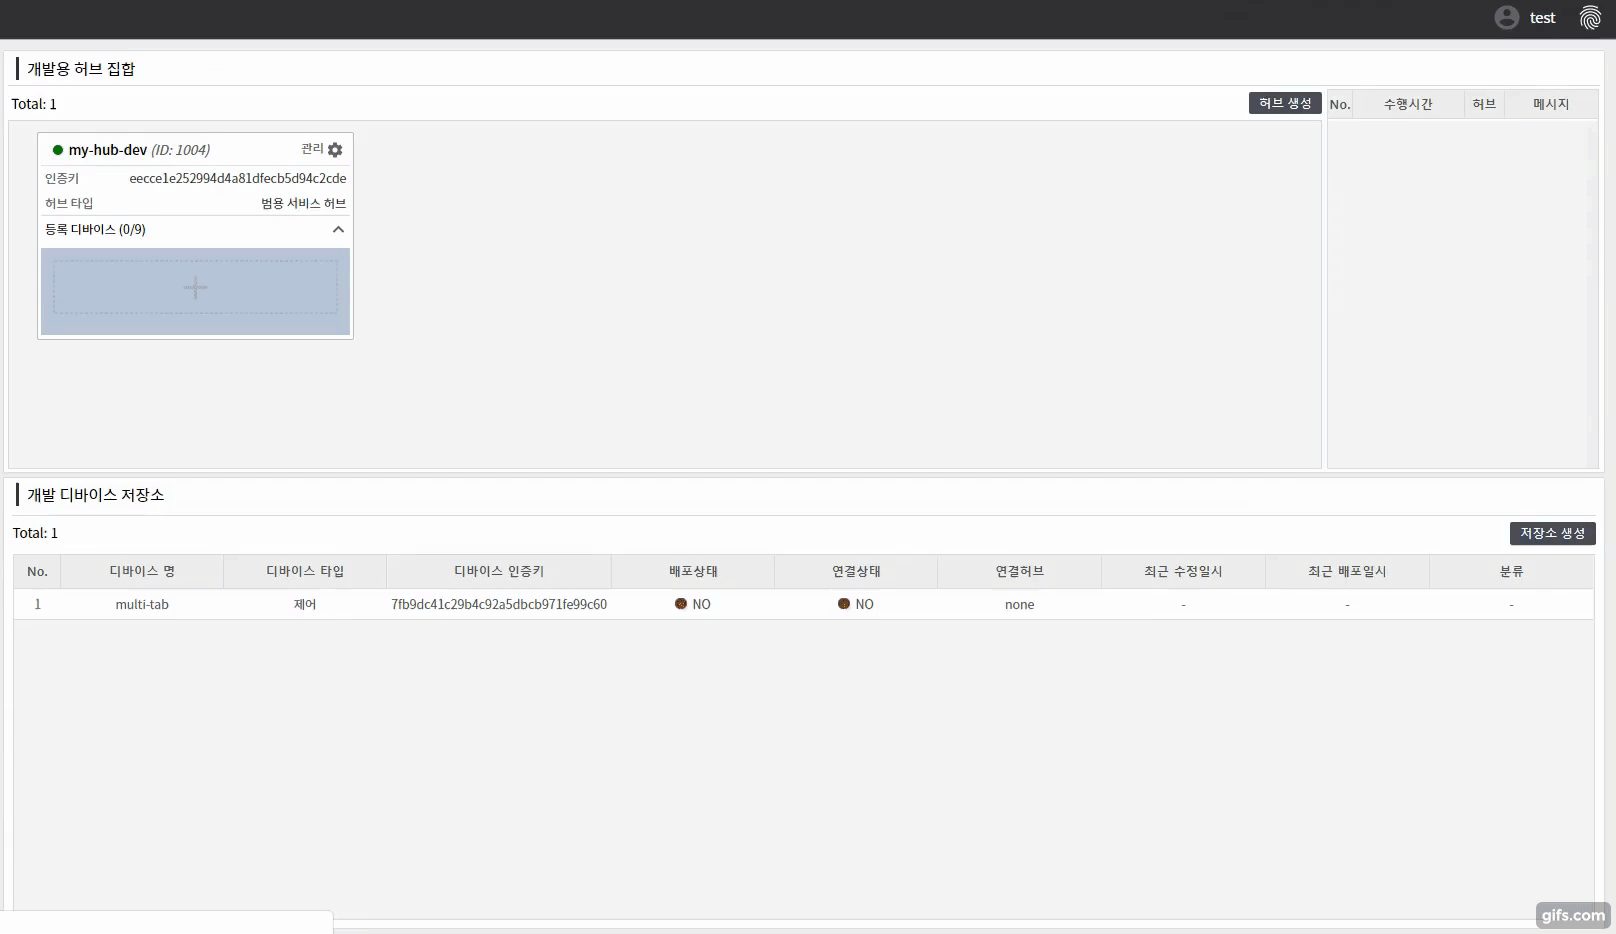 test
개발용 허브 집합
Total: 1
허브 생성
No. 수행시간 허브 메시지
my-hub-dev (ID: 1004) 관리
인증키 eecce1e252994d4a81dfecb5d94c2cde
허브 타입 범용 서비스 허브
등록 디바이스 (0/9)
개발 디바이스 저장소
Total: 1
저장소 생성
No. 디바이스 명 디바이스 타입 디바이스 인증키 배포상태 연결상태 연결허브 최근 수정일시 최근 배포일시 분류
1 multi-tab 제어 7fb9dc41c29b4c92a5dbcb971fe99c60 NO NO none - - -
gifs.com